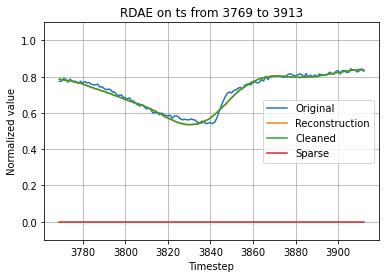 RDAE on ts from 3769 to 3913
Normalized value
1.0
0.8
0.6
0.4
0.2
0.0
Original
Reconstruction
Cleaned
Sparse
3780 3800 3820 3840 3860 3880 3900
Timestep